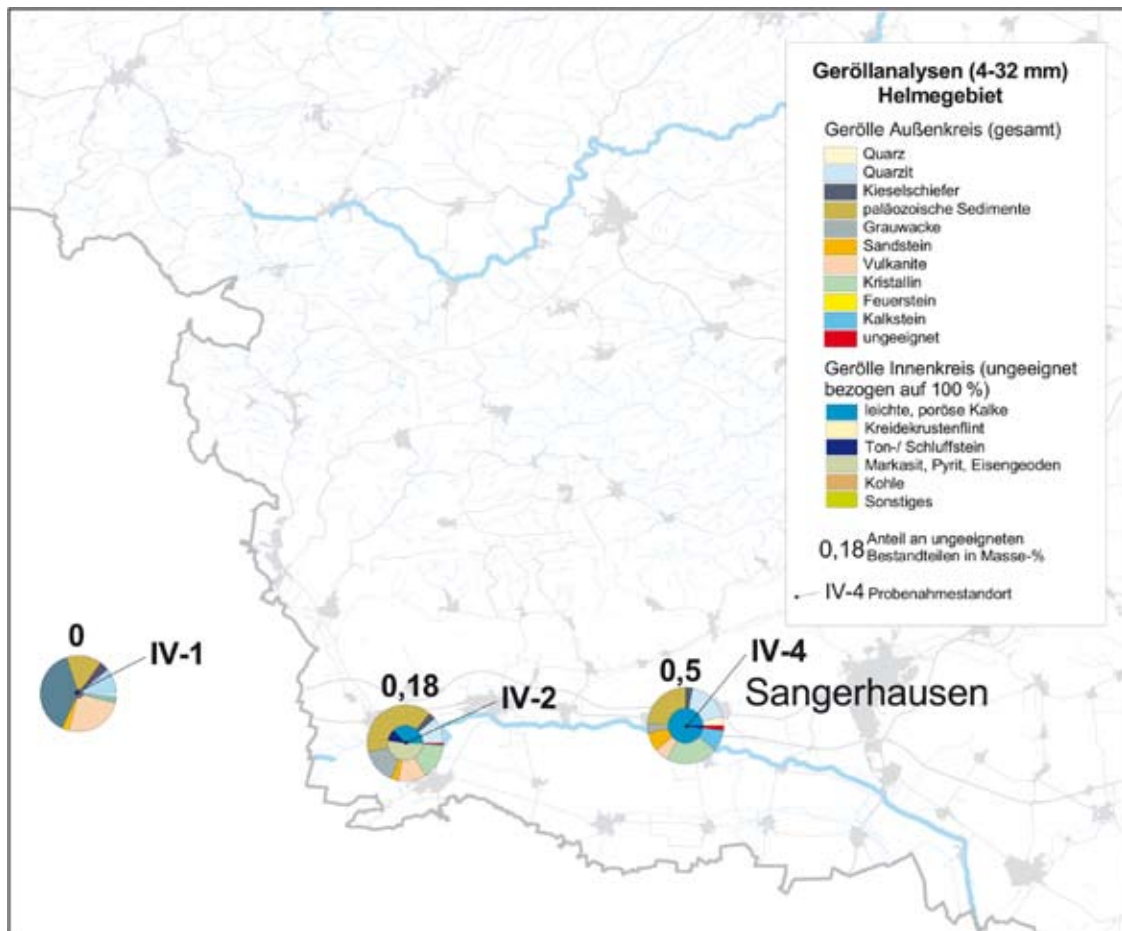 Geröllanalysen (4-32 mm)
Helmegebiet
Gerölle Außenkreis (gesamt)
Quarz
Quarzit
Kieselschiefer
paläozoische Sedimente
Grauwacke
Sandstein
Vulkanite
Kristallin
Feuerstein
Kalkstein
ungeeignet
Gerölle Innenkreis (ungeeignet
bezogen auf 100 %)
leichte, poröse Kalke
Kreidekrustenflint
Ton-/ Schluffstein
Markasit, Pyrit, Eisengeoden
Kohle
Sonstiges
0,18 Anteil an ungeeigneten
Bestandteilen in Masse-%
IV-4 Probenahmestandort
0
IV-1
0,18
IV-2
0,5
IV-4
Sangerhausen